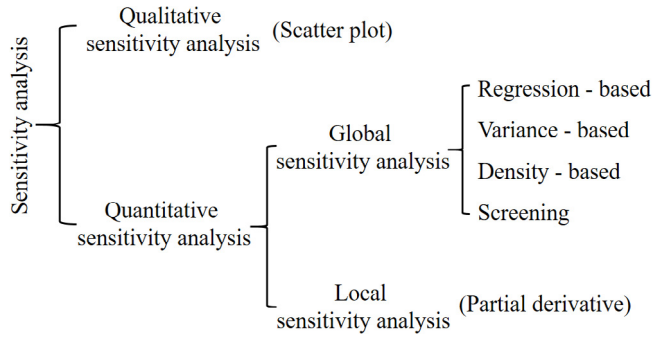 Sensitivity analysis
Qualitative
sensitivity analysis
(Scatter plot)
Quantitative
sensitivity analysis
Global
sensitivity analysis
Regression - based
Variance - based
Density - based
Screening
Local
sensitivity analysis
(Partial derivative)